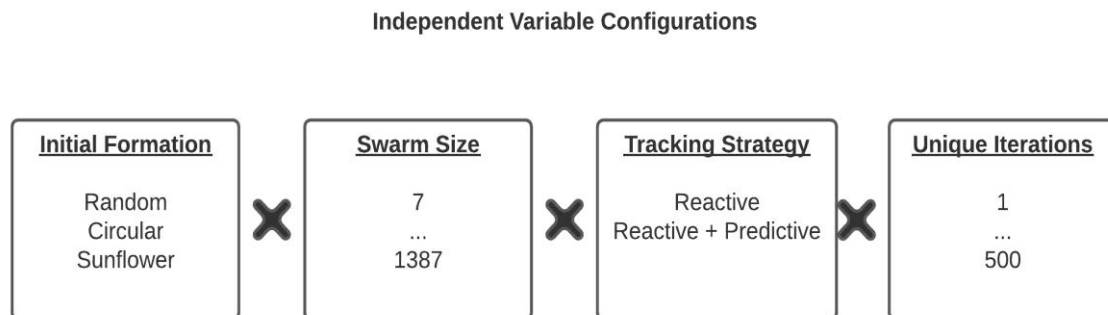 Independent Variable Configurations
Initial Formation
Random
Circular
Sunflower
Swarm Size
7
...
1387
Tracking Strategy
Reactive
Reactive + Predictive
Unique Iterations
1
...
500